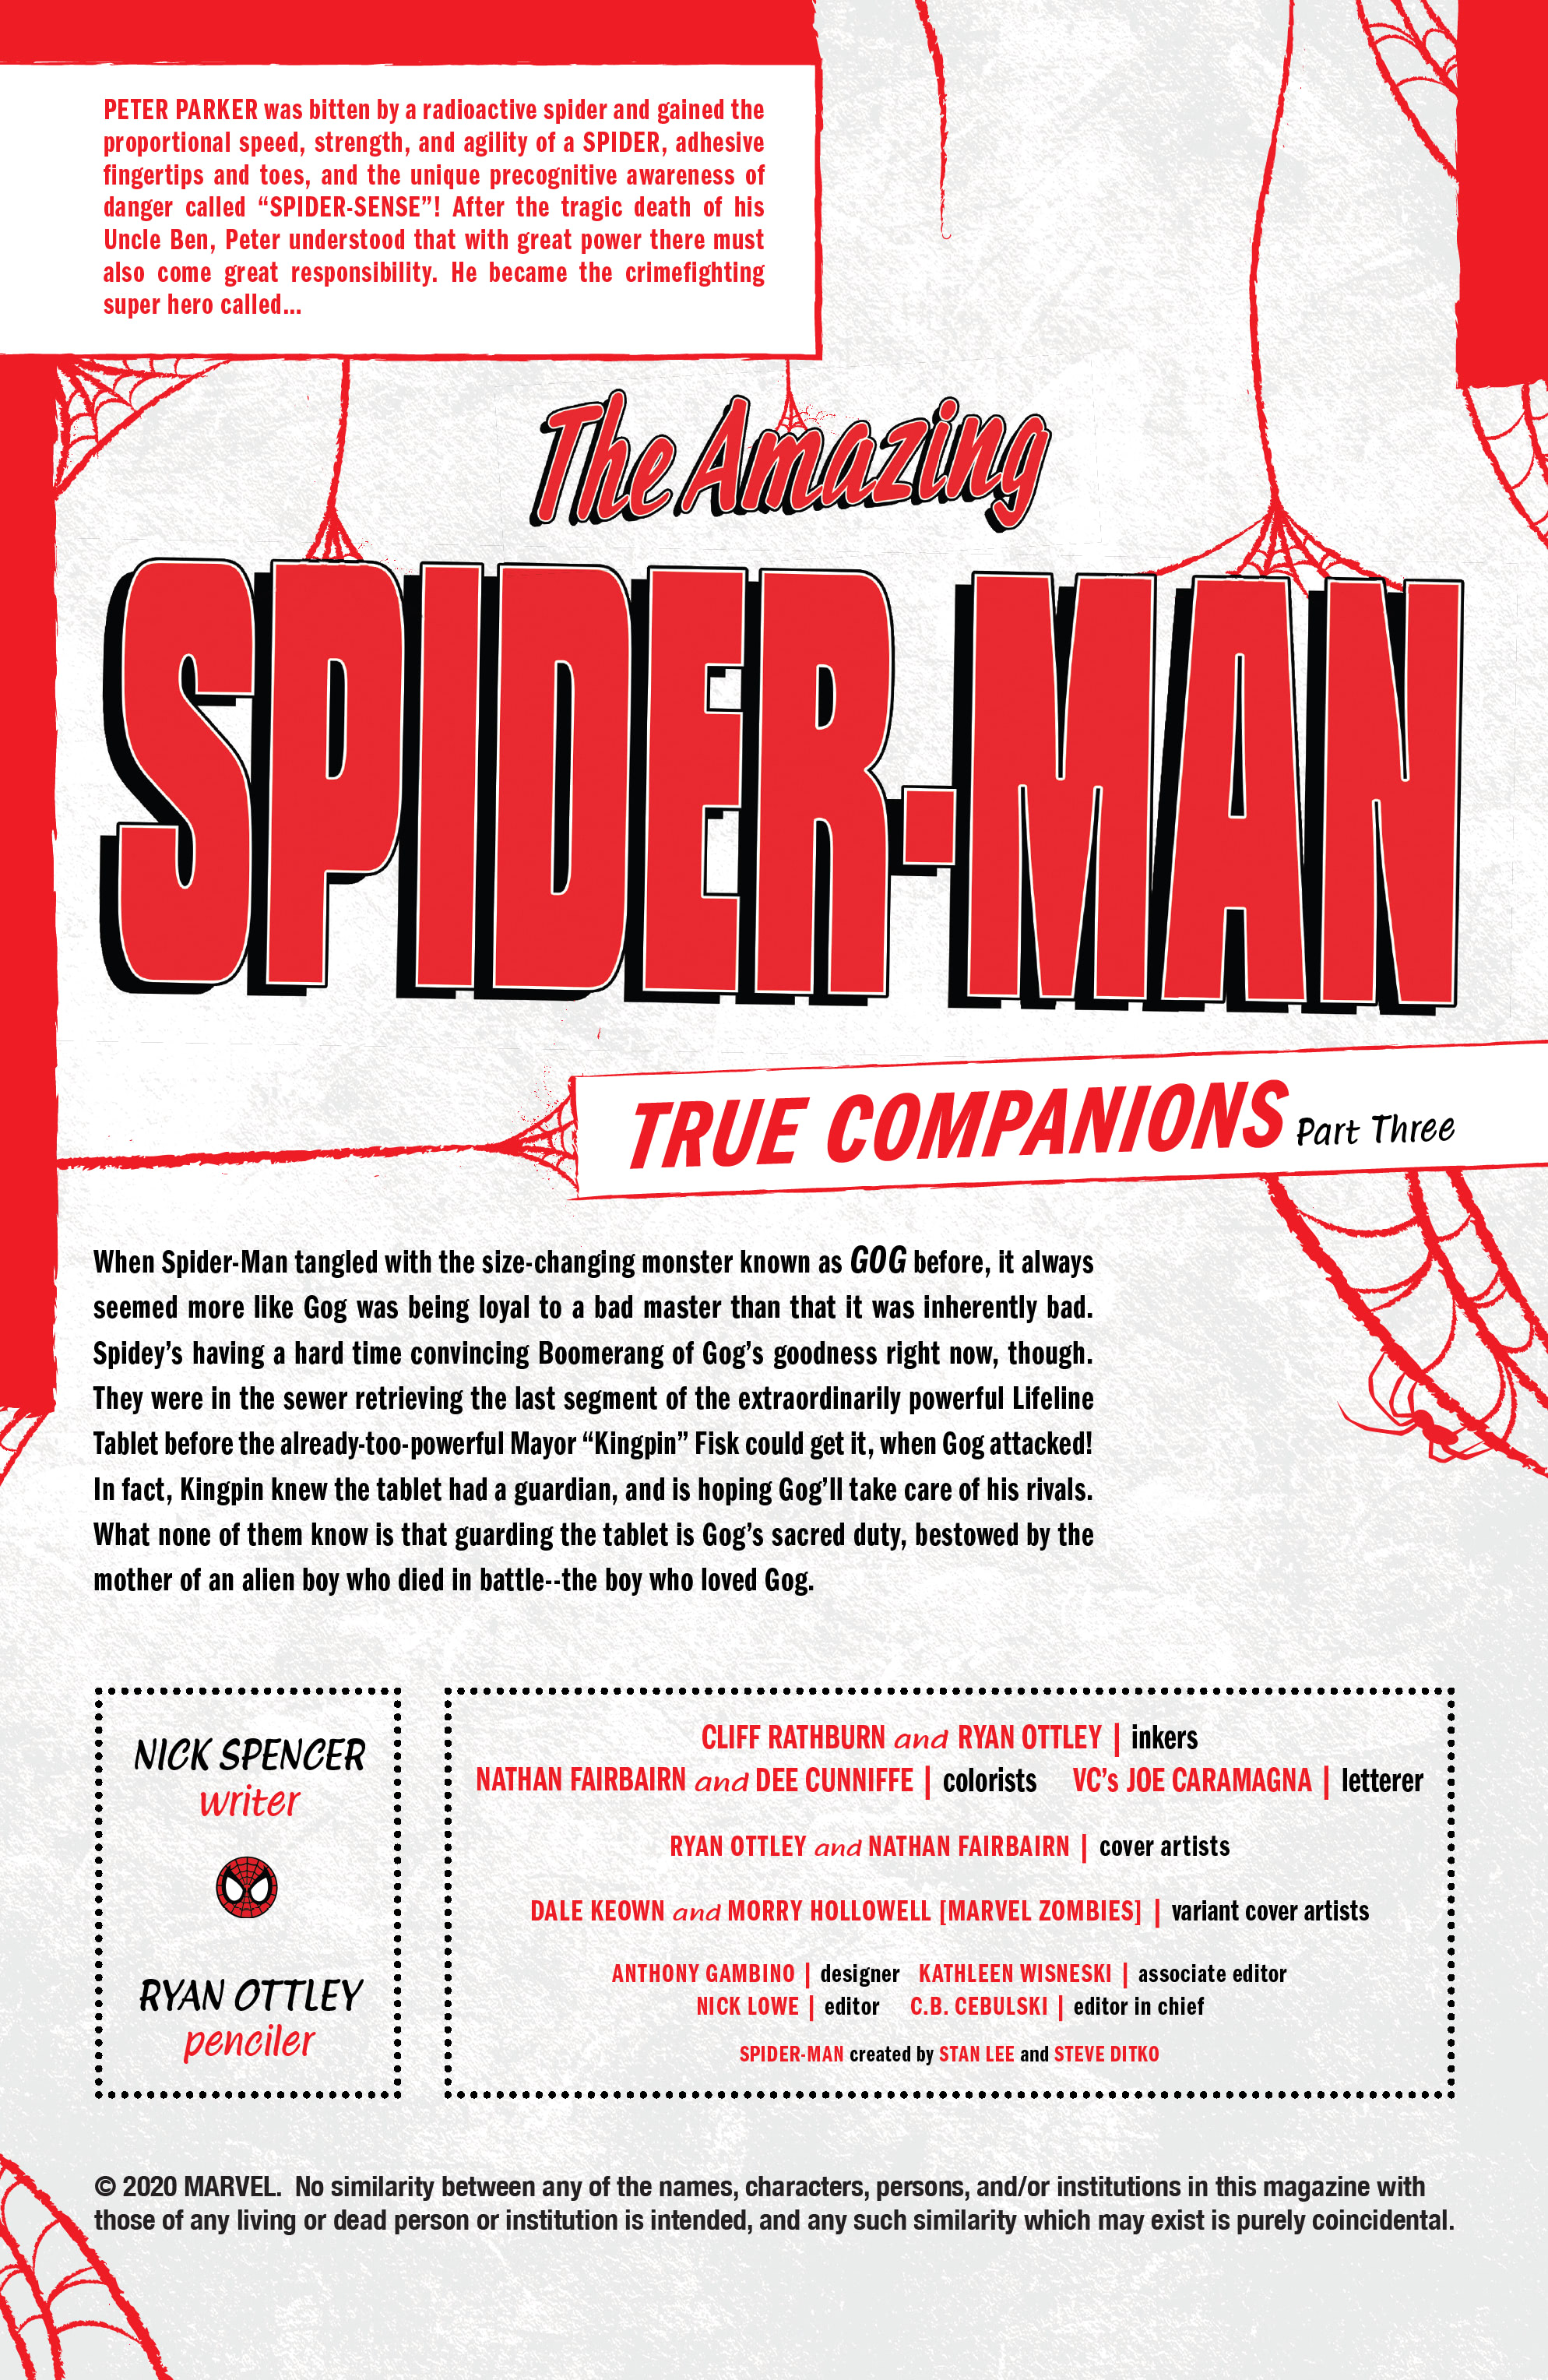 PETER PARKER was bitten by a radioactive spider and gained the
proportional speed, strength, and agility of a SPIDER, adhesive
fingertips and toes, and the unique precognitive awareness of
danger called “SPIDER-SENSE”! After the tragic death of his
Uncle Ben, Peter understood that with great power there must
also come great responsibility. He became the crimefighting
super hero called...
The Amazing
SPIDER-MAN
TRUE COMPANIONS Part Three
When Spider-Man tangled with the size-changing monster known as GOG before, it always
seemed more like Gog was being loyal to a bad master than that it was inherently bad.
Spidey’s having a hard time convincing Boomerang of Gog’s goodness right now, though.
They were in the sewer retrieving the last segment of the extraordinarily powerful Lifeline
Tablet before the already-too-powerful Mayor “Kingpin” Fisk could get it, when Gog attacked!
In fact, Kingpin knew the tablet had a guardian, and is hoping Gog’ll take care of his rivals.
What none of them know is that guarding the tablet is Gog’s sacred duty, bestowed by the
mother of an alien boy who died in battle--the boy who loved Gog.
NICK SPENCER
writer
RYAN OTTLEY
penciler
CLIFF RATHBURN and RYAN OTTLEY | inkers
NATHAN FAIRBAIRN and DEE CUNNIFFE | colorists VC’s JOE CARAMAGNA | letterer
RYAN OTTLEY and NATHAN FAIRBAIRN | cover artists
DALE KEOWN and MORRY HOLLOWELL [MARVEL ZOMBIES] | variant cover artists
ANTHONY GAMBINO | designer KATHLEEN WISNESKI | associate editor
NICK LOWE | editor C.B. CEBULSKI | editor in chief
SPIDER-MAN created by STAN LEE and STEVE DITKO
© 2020 MARVEL. No similarity between any of the names, characters, persons, and/or institutions in this magazine with
those of any living or dead person or institution is intended, and any such similarity which may exist is purely coincidental.